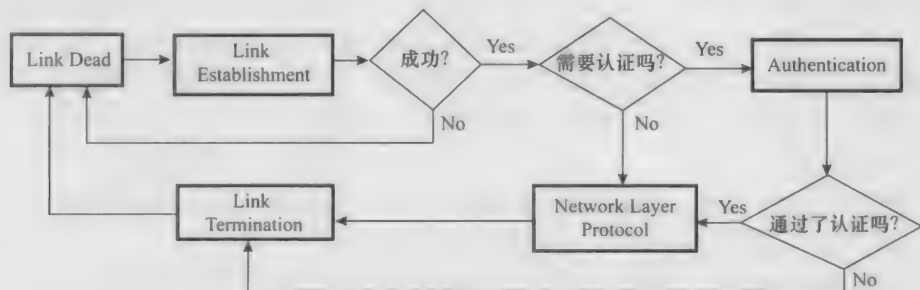 Link Dead
Link
Establishment
成功?
Yes
需要认证吗?
Yes
Authentication
No
No
Link
Termination
Network Layer
Protocol
Yes
通过了认证吗?
No